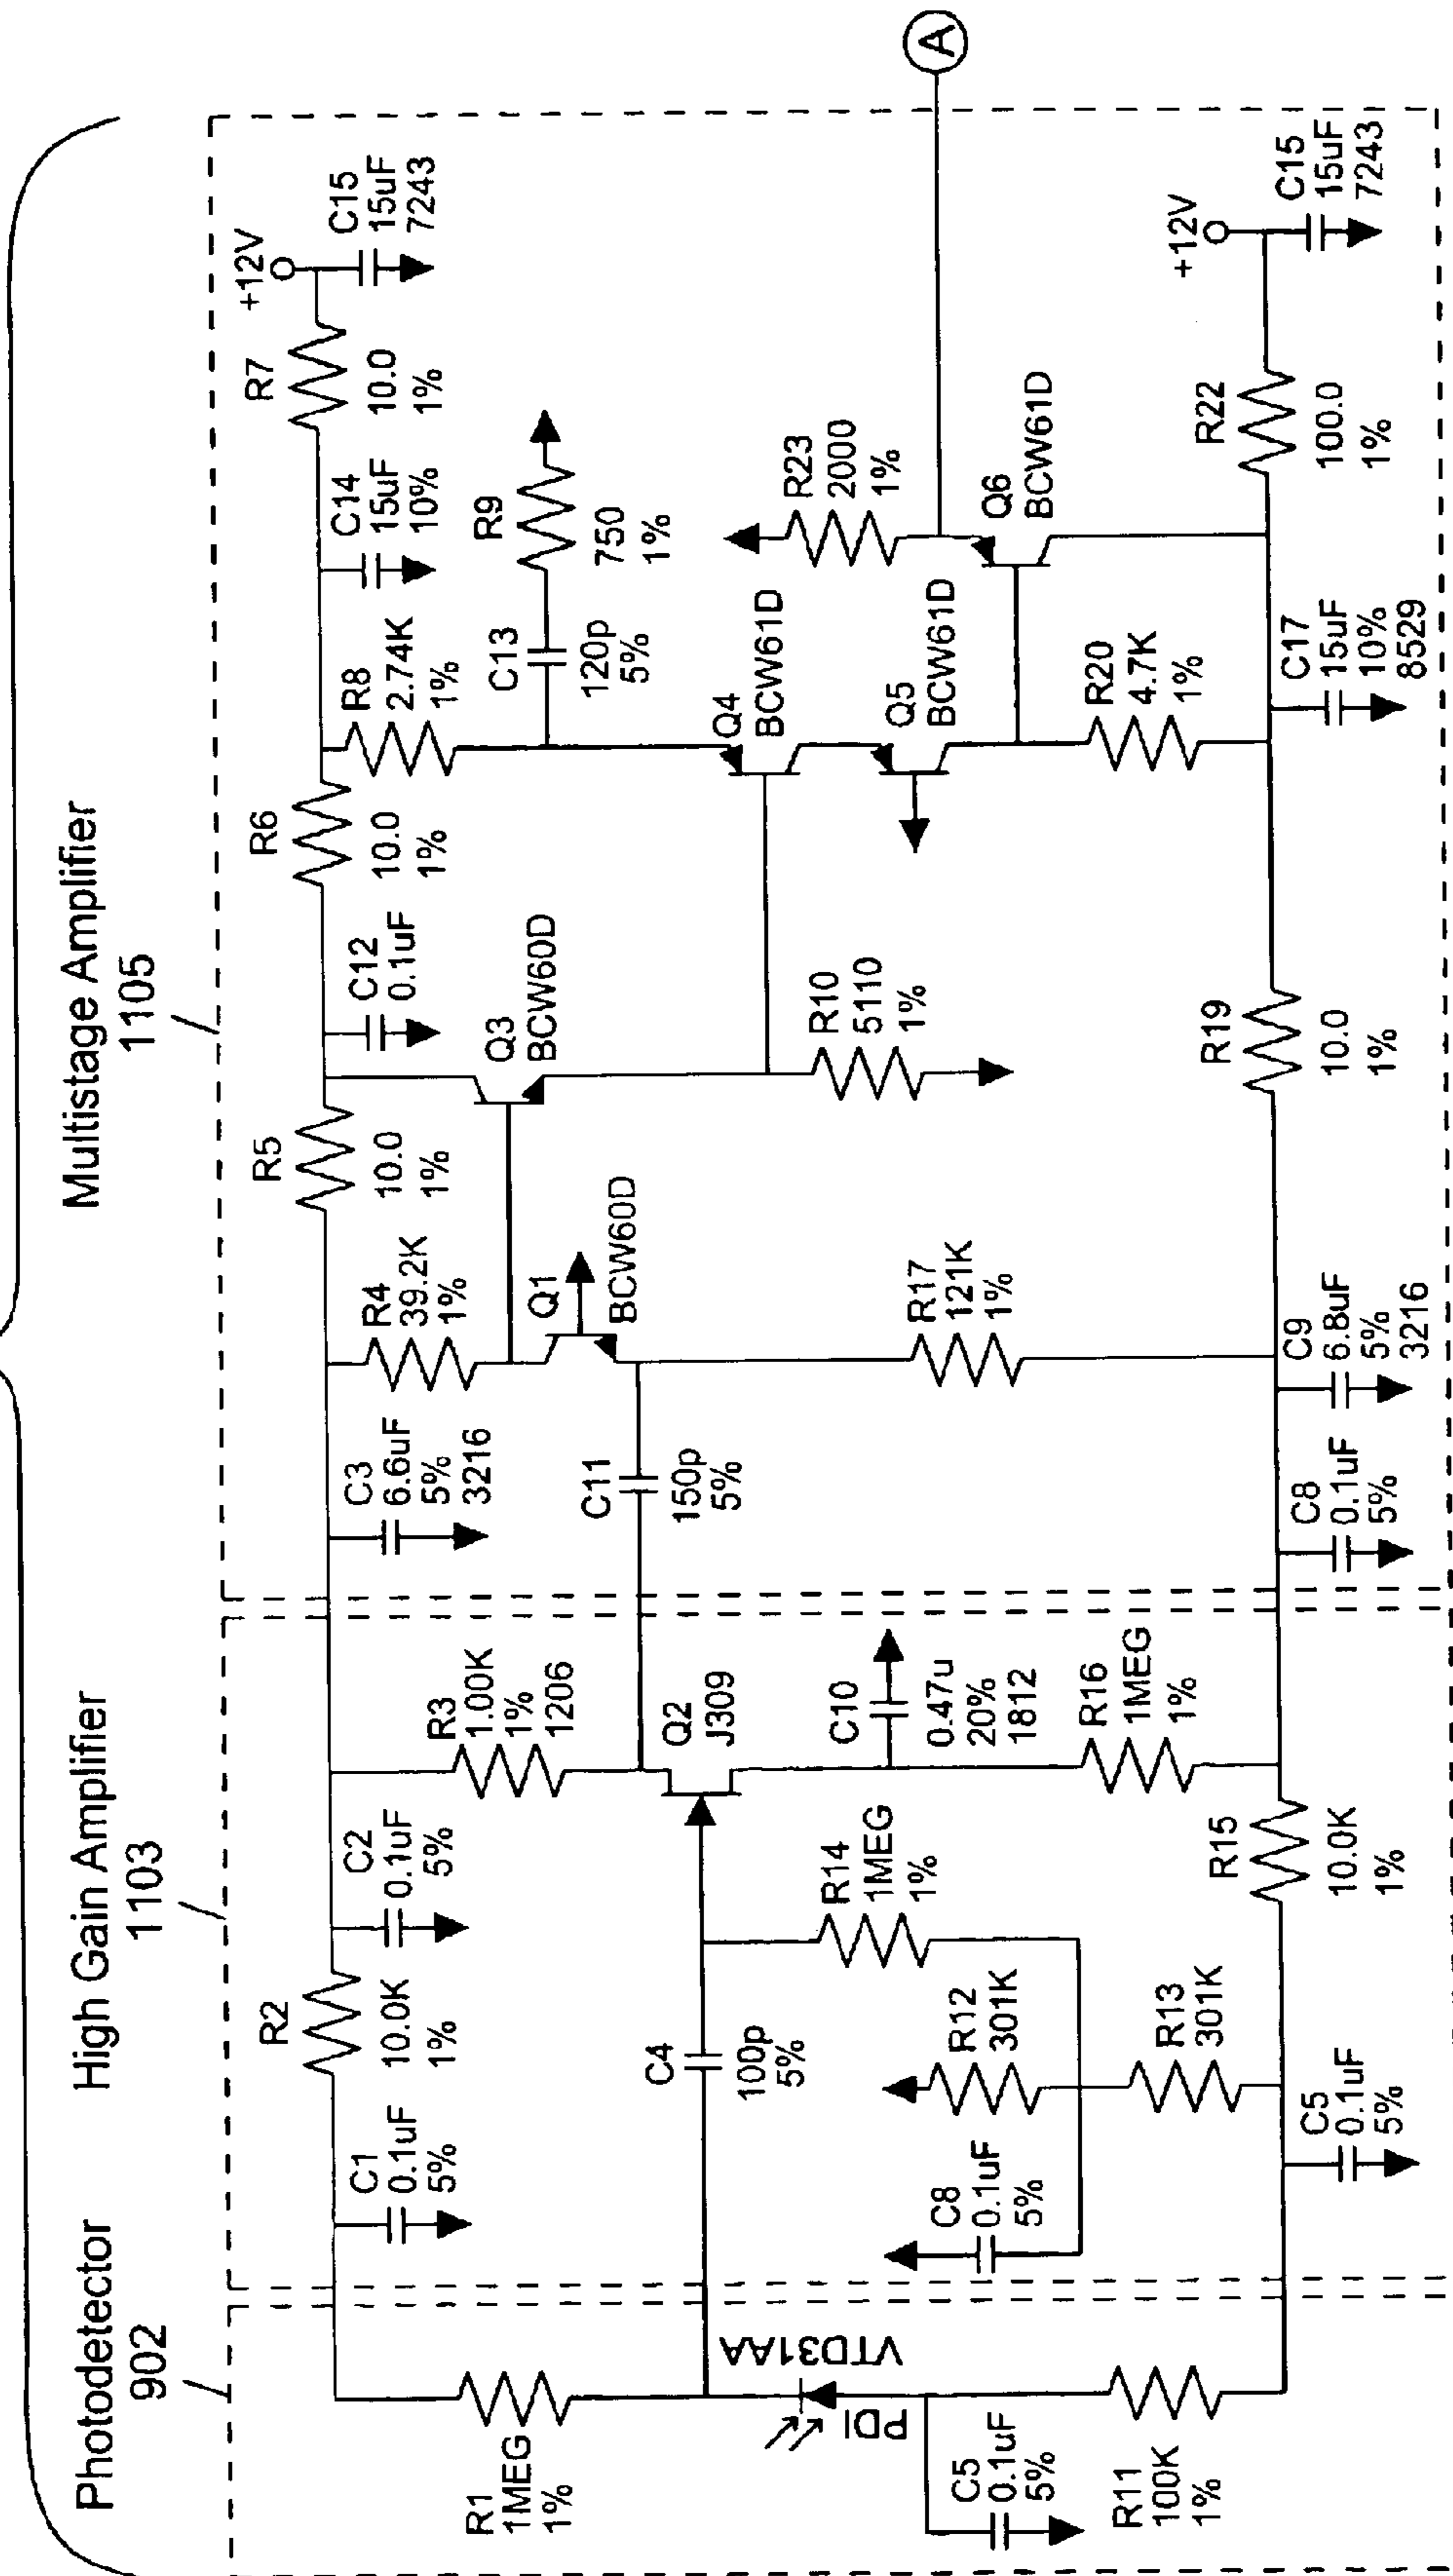 Photodetector
902
High Gain Amplifier
1103
Multistage Amplifier
1105
R1
1MEG
1%
C1
0.1uF
5%
R2
10.0K
1%
C2
0.1uF
5%
R3
1.00K
1%
1206
C3
6.6uF
5%
3216
R4
39.2K
1%
R5
10.0
1%
C12
0.1uF
R6
10.0
1%
R8
2.74K
1%
C14
15uF
10%
R7
10.0
1%
+12V
C15
15uF
7243
Q1
BCW60D
Q3
BCW60D
C13
120p
5%
R9
750
1%
C4
100p
5%
Q2
J309
C11
150p
5%
Q4
BCW61D
R23
2000
1%
A
PDI
VTD31AA
C8
0.1uF
5%
R12
301K
R14
1MEG
1%
C10
0.47u
20%
1812
R17
121K
1%
R10
5110
1%
Q5
BCW61D
Q6
BCW61D
C5
0.1uF
5%
R11
100K
1%
R13
301K
R16
1MEG
1%
R20
4.7K
1%
C5
0.1uF
5%
R15
10.0K
1%
C8
0.1uF
5%
C9
6.8uF
5%
3216
R19
10.0
1%
C17
15uF
10%
8529
R22
100.0
1%
+12V
C15
15uF
7243